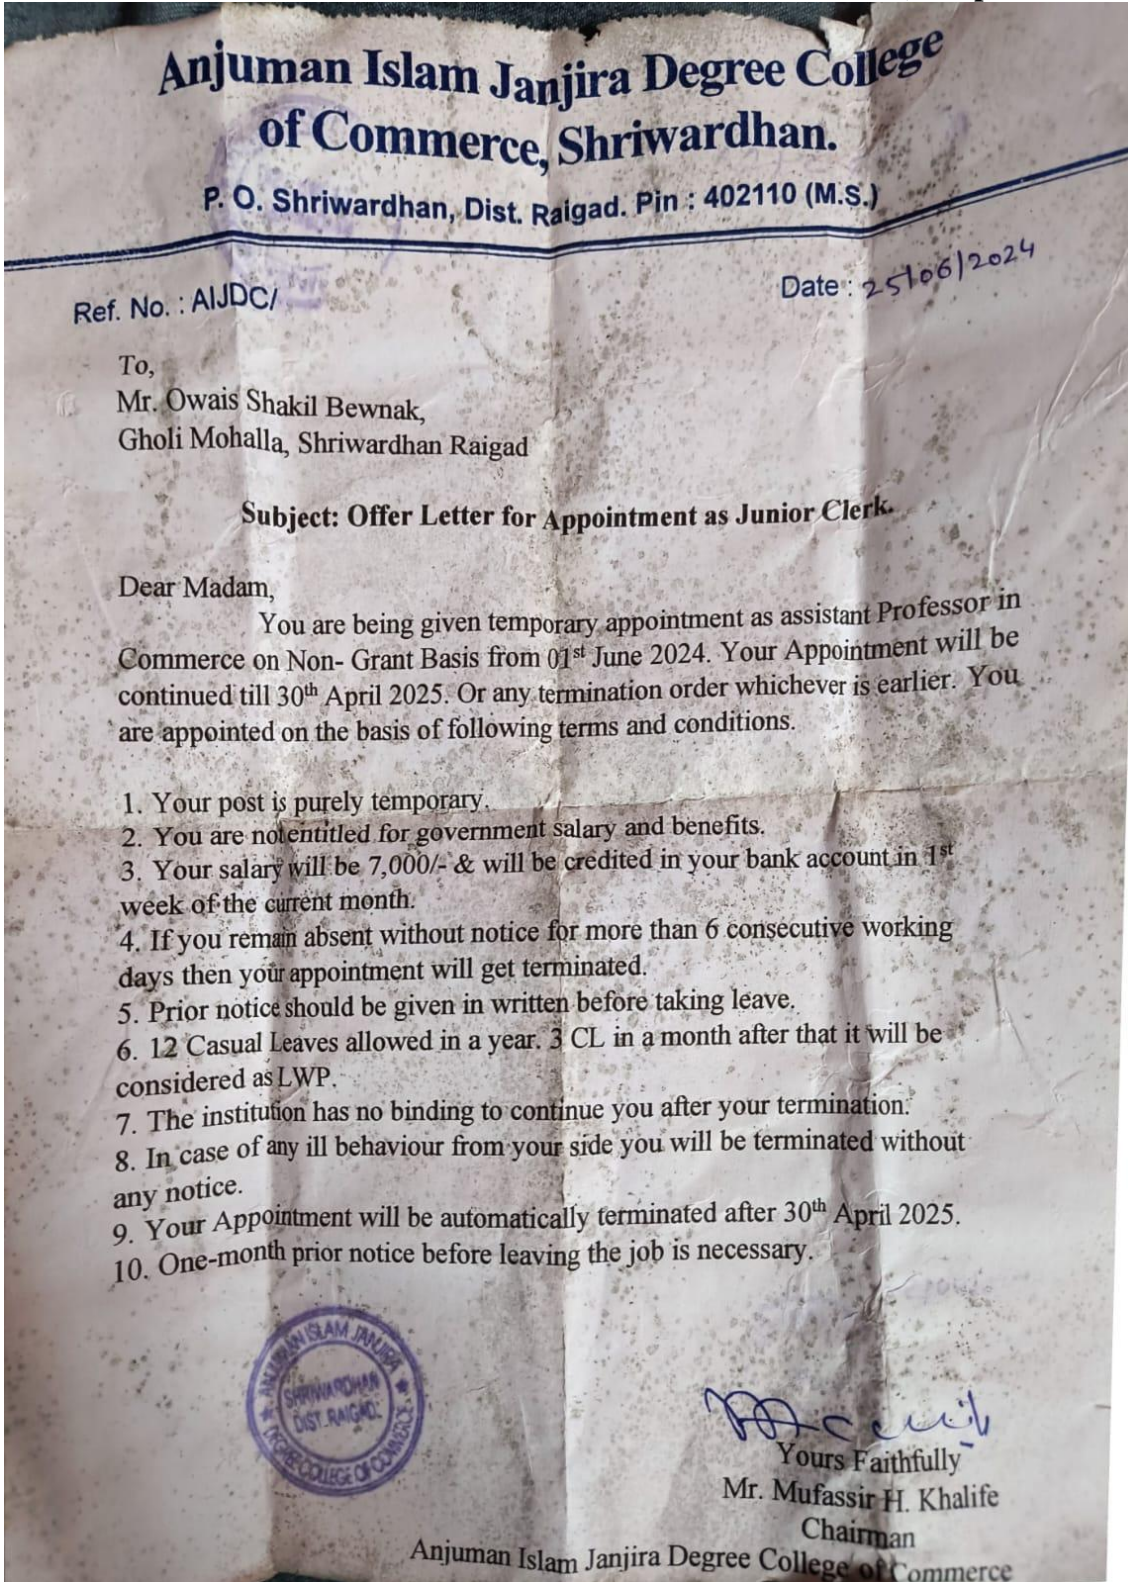 Anjuman Islam Janjira Degree College
of Commerce, Shriwardhan.
P. O. Shriwardhan, Dist. Raigad. Pin : 402110 (M.S.)
Ref. No. : AIJDC/
Date : 25/06/2024
To,
Mr. Owais Shakil Bewnak,
Gholi Mohalla, Shriwardhan Raigad
Subject: Offer Letter for Appointment as Junior Clerk.
Dear Madam,
You are being given temporary appointment as assistant Professor in
Commerce on Non- Grant Basis from 01st June 2024. Your Appointment will be
continued till 30th April 2025. Or any termination order whichever is earlier. You
are appointed on the basis of following terms and conditions.
1. Your post is purely temporary.
2. You are not entitled for government salary and benefits.
3. Your salary will be 7,000/- & will be credited in your bank account in 1st
week of the current month.
4. If you remain absent without notice for more than 6 consecutive working
days then your appointment will get terminated.
5. Prior notice should be given in written before taking leave.
6. 12 Casual Leaves allowed in a year. 3 CL in a month after that it will be
considered as LWP.
7. The institution has no binding to continue you after your termination.
8. In case of any ill behaviour from your side you will be terminated without
any notice.
9. Your Appointment will be automatically terminated after 30th April 2025.
10. One-month prior notice before leaving the job is necessary.
ANJUMAN ISLAM JANJIRA
DEGREE COLLEGE OF COMMERCE
SHRIWARDHAN
DIST. RAIGAD.
Yours Faithfully
Mr. Mufassir H. Khalife
Chairman
Anjuman Islam Janjira Degree College of Commerce